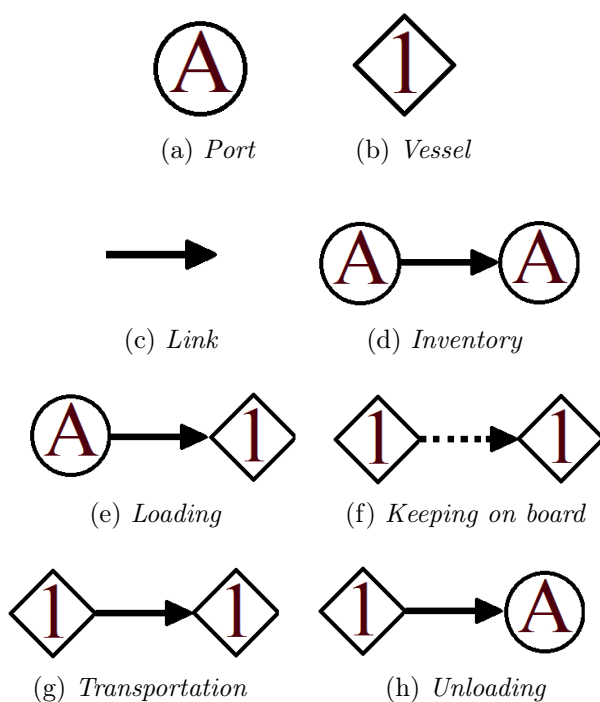 A 1
(a) Port (b) Vessel
A A
(c) Link (d) Inventory
A 1 1 1
(e) Loading (f) Keeping on board
1 1 1 A
(g) Transportation (h) Unloading